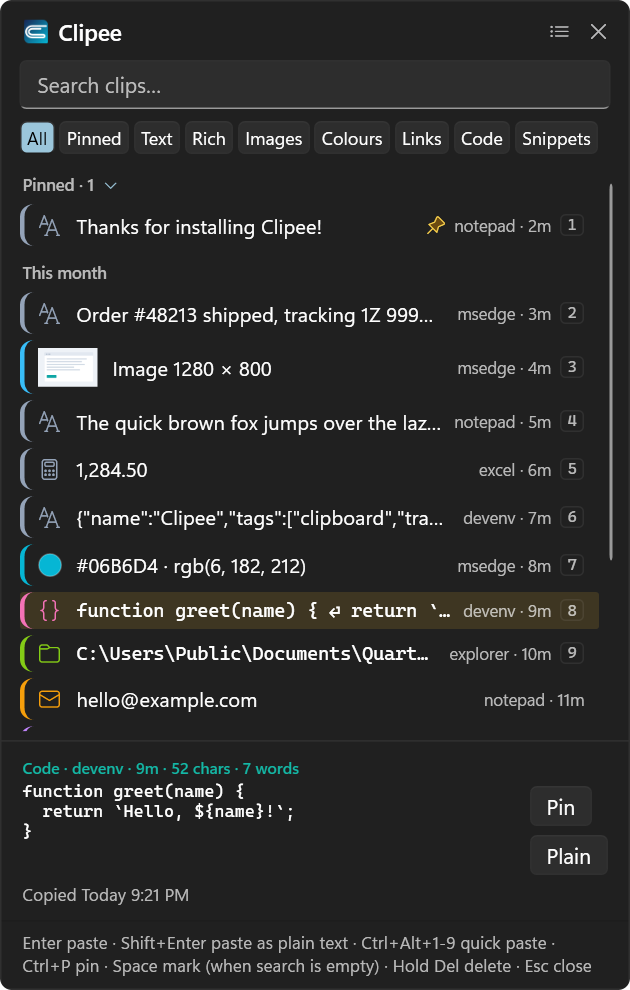 Clipee
Search clips...
All Pinned Text Rich Images Colours Links Code Snippets
Pinned · 1
Thanks for installing Clipee! notepad · 2m 1
This month
Order #48213 shipped, tracking 1Z 999... msedge · 3m 2
Image 1280 × 800 msedge · 4m 3
The quick brown fox jumps over the laz... notepad · 5m 4
1,284.50 excel · 6m 5
{"name":"Clipee","tags":["clipboard","tra... devenv · 7m 6
#06B6D4 · rgb(6, 182, 212) msedge · 8m 7
{} function greet(name) { ↵ return `... devenv · 9m 8
C:\Users\Public\Documents\Quart... explorer · 10m 9
hello@example.com notepad · 11m
Code · devenv · 9m · 52 chars · 7 words
function greet(name) {
  return `Hello, ${name}!`;
}
Pin
Plain
Copied Today 9:21 PM
Enter paste · Shift+Enter paste as plain text · Ctrl+Alt+1-9 quick paste ·
Ctrl+P pin · Space mark (when search is empty) · Hold Del delete · Esc close